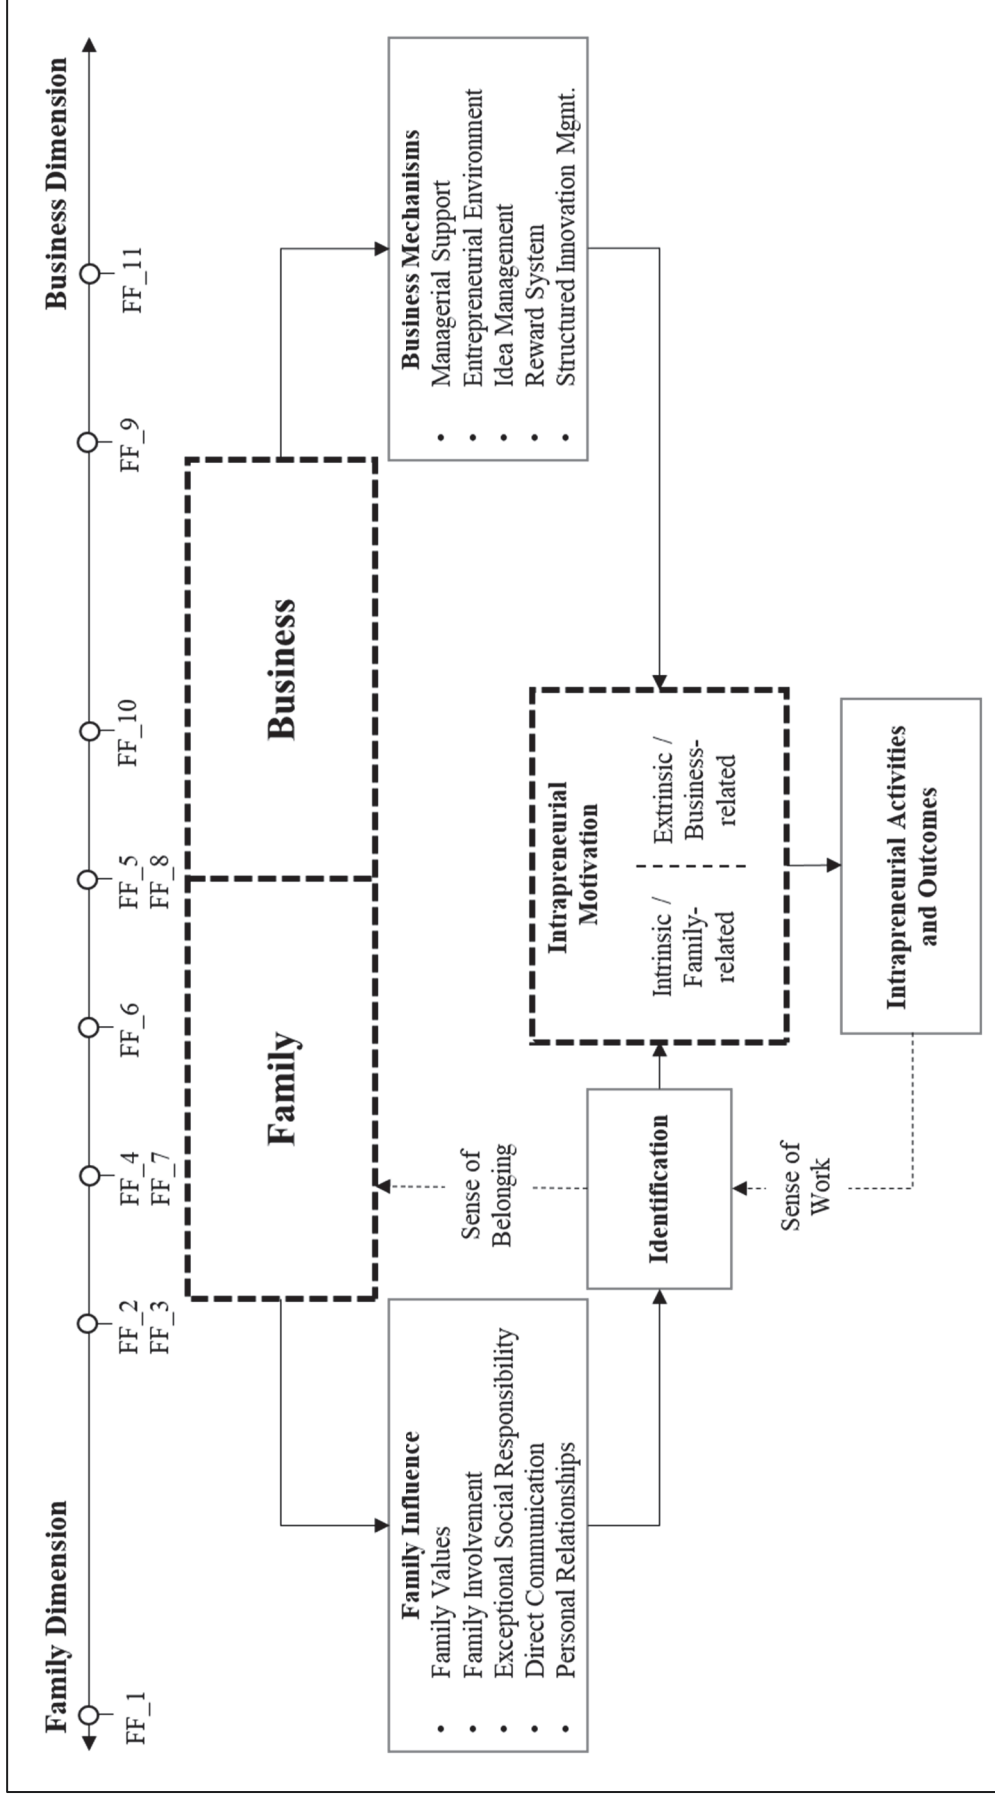 Family Dimension
Business Dimension
FF_1
FF_2
FF_3
FF_4
FF_7
FF_6
FF_5
FF_8
FF_10
FF_9
FF_11
Family
Business
Family Influence
• Family Values
• Family Involvement
• Exceptional Social Responsibility
• Direct Communication
• Personal Relationships
Sense of
Belonging
Business Mechanisms
• Managerial Support
• Entrepreneurial Environment
• Idea Management
• Reward System
• Structured Innovation Mgmt.
Identification
Intrapreneurial
Motivation
Intrinsic /
Family-
related
Extrinsic /
Business-
related
Sense of
Work
Intrapreneurial Activities
and Outcomes